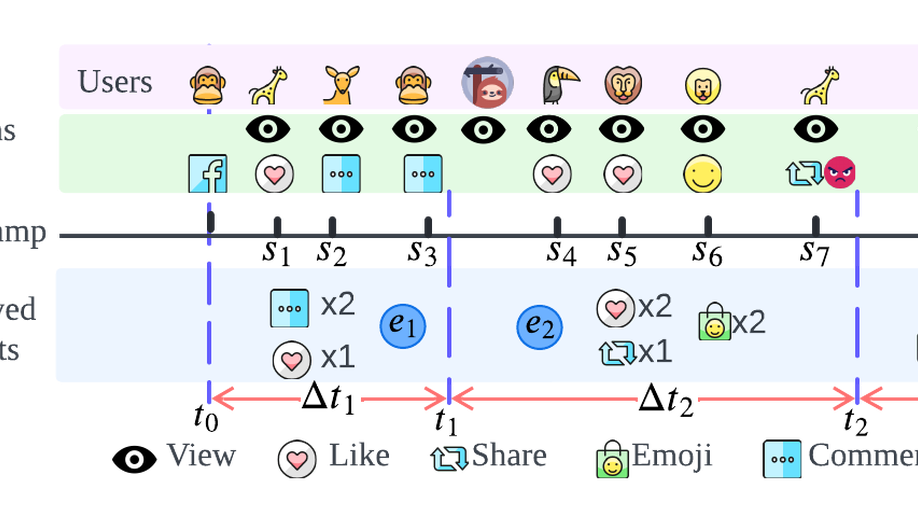 Users
s
amp
s1 s2 s3 s4 s5 s6 s7
ved
ts
x2 e1 e2 x2 x2
x1 x1
Δt1 Δt2
t0 t1 t2
View Like Share Emoji Commen